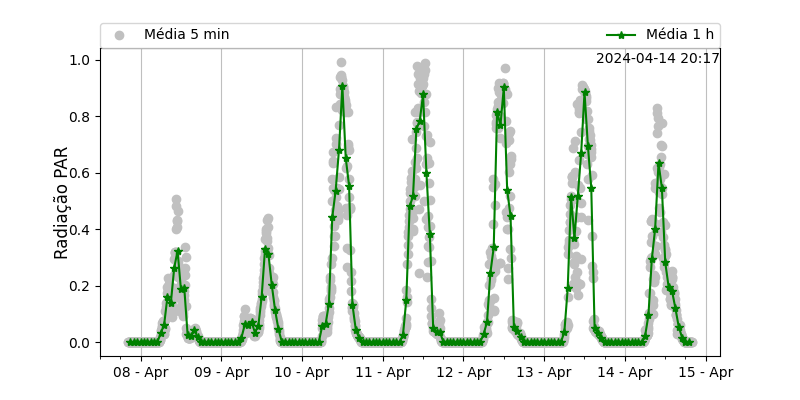 Média 5 min
Média 1 h
2024-04-14 20:17
Radiação PAR
1.0
0.8
0.6
0.4
0.2
0.0
08 - Apr
09 - Apr
10 - Apr
11 - Apr
12 - Apr
13 - Apr
14 - Apr
15 - Apr